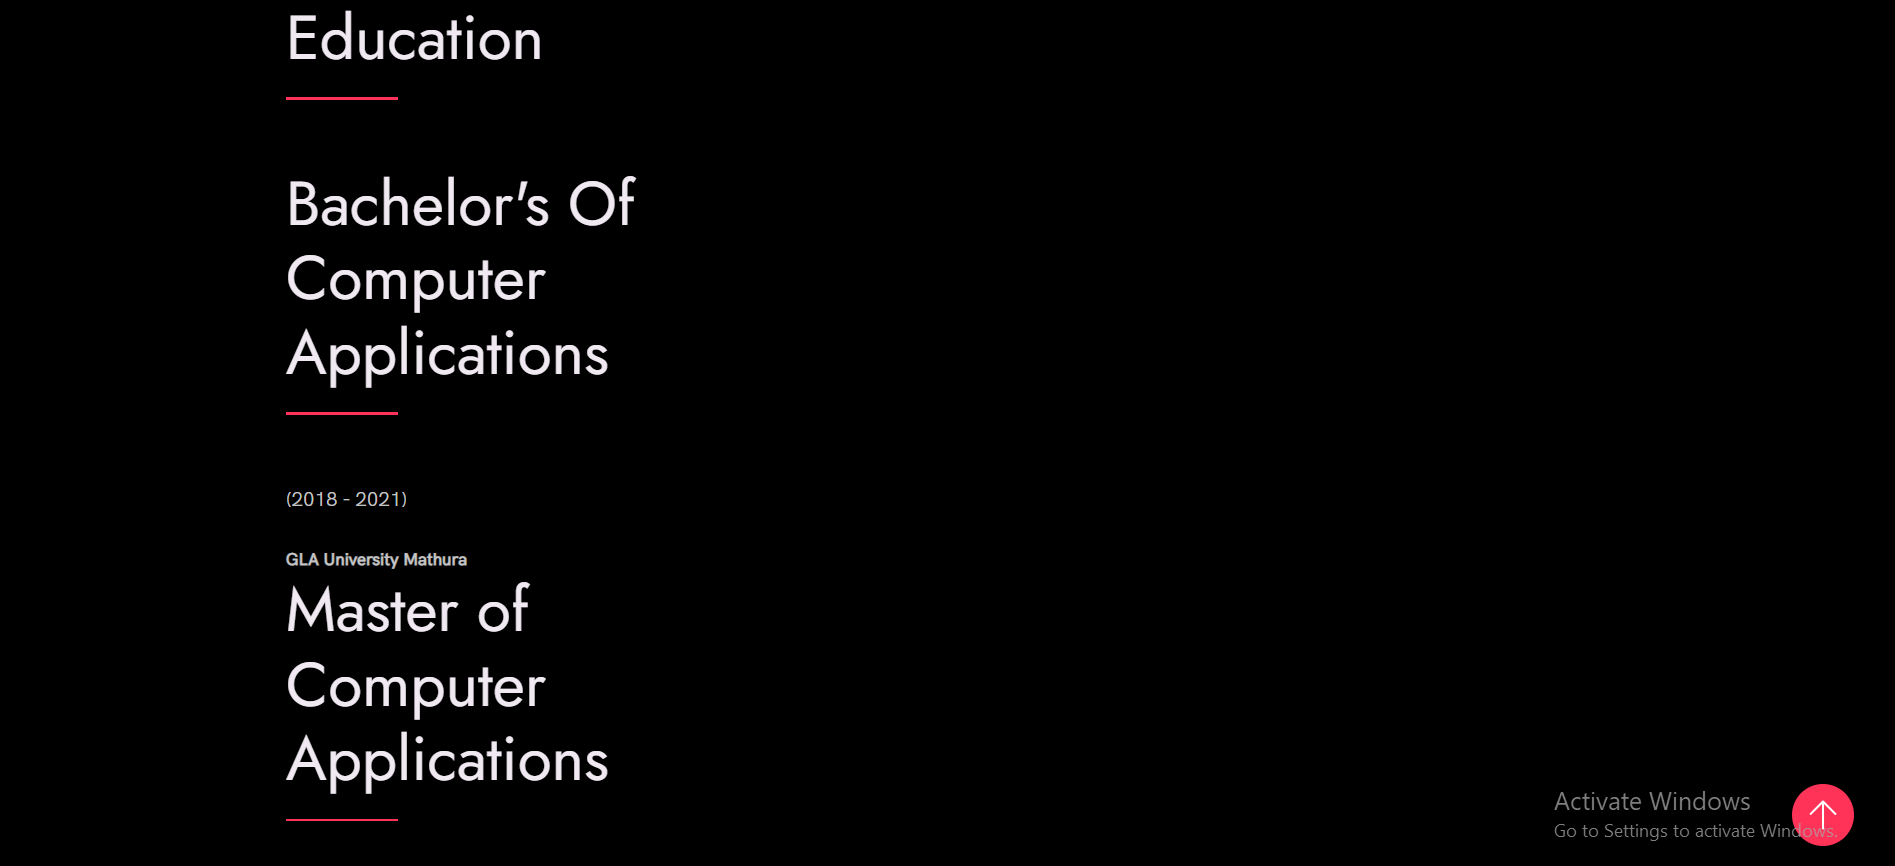 Education
Bachelor's Of
Computer
Applications
(2018 - 2021)
GLA University Mathura
Master of
Computer
Applications
Activate Windows
Go to Settings to activate Windows.